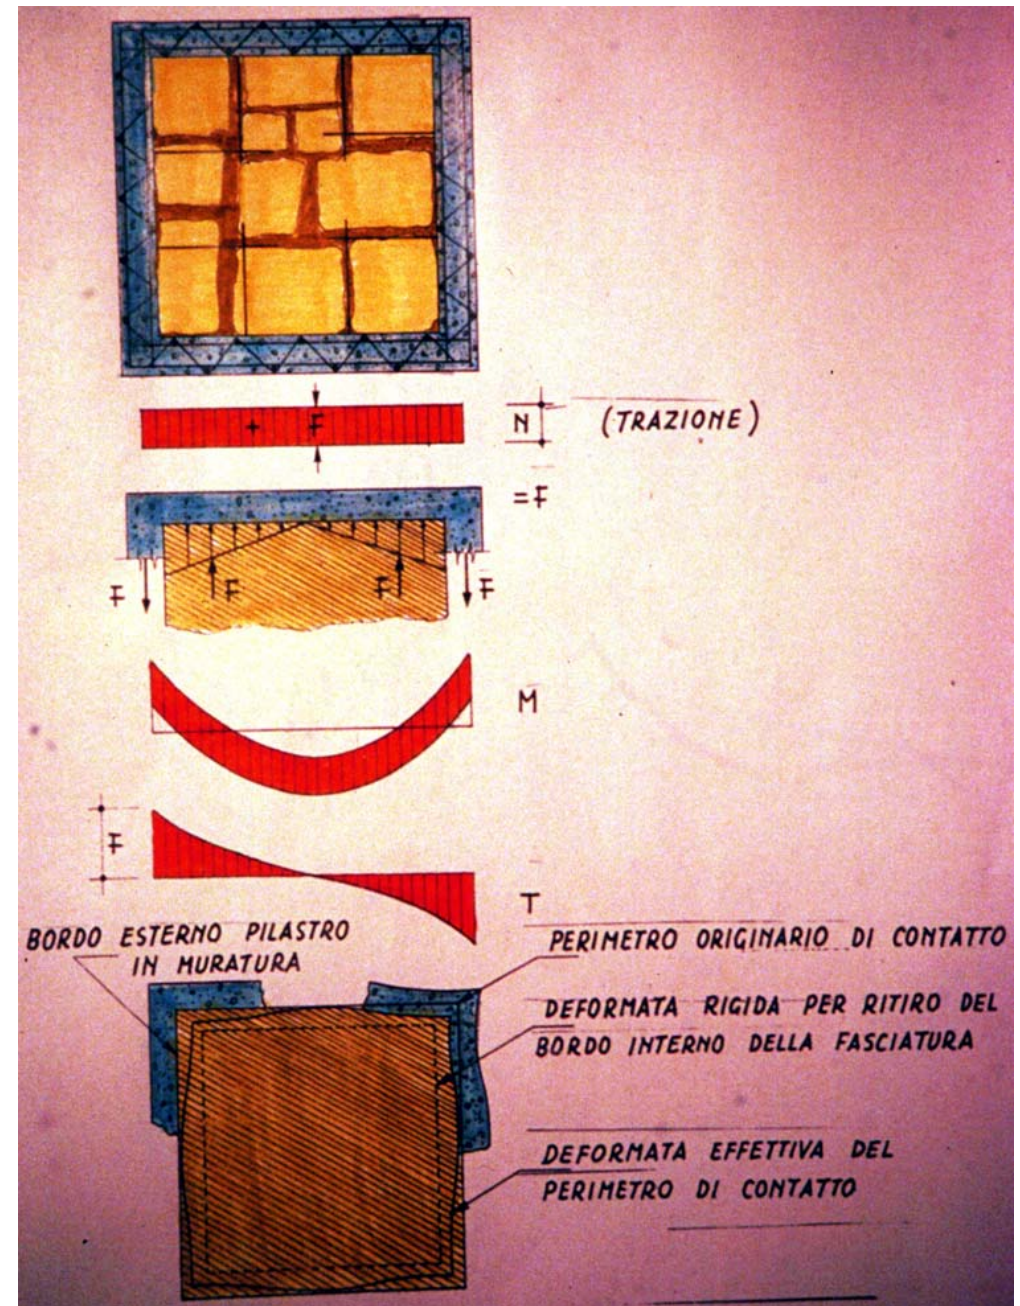 + F N (TRAZIONE)
= F
F F F F
M
F
T
BORDO ESTERNO PILASTRO
IN MURATURA
PERIMETRO ORIGINARIO DI CONTATTO
DEFORMATA RIGIDA PER RITIRO DEL
BORDO INTERNO DELLA FASCIATURA
DEFORMATA EFFETTIVA DEL
PERIMETRO DI CONTATTO